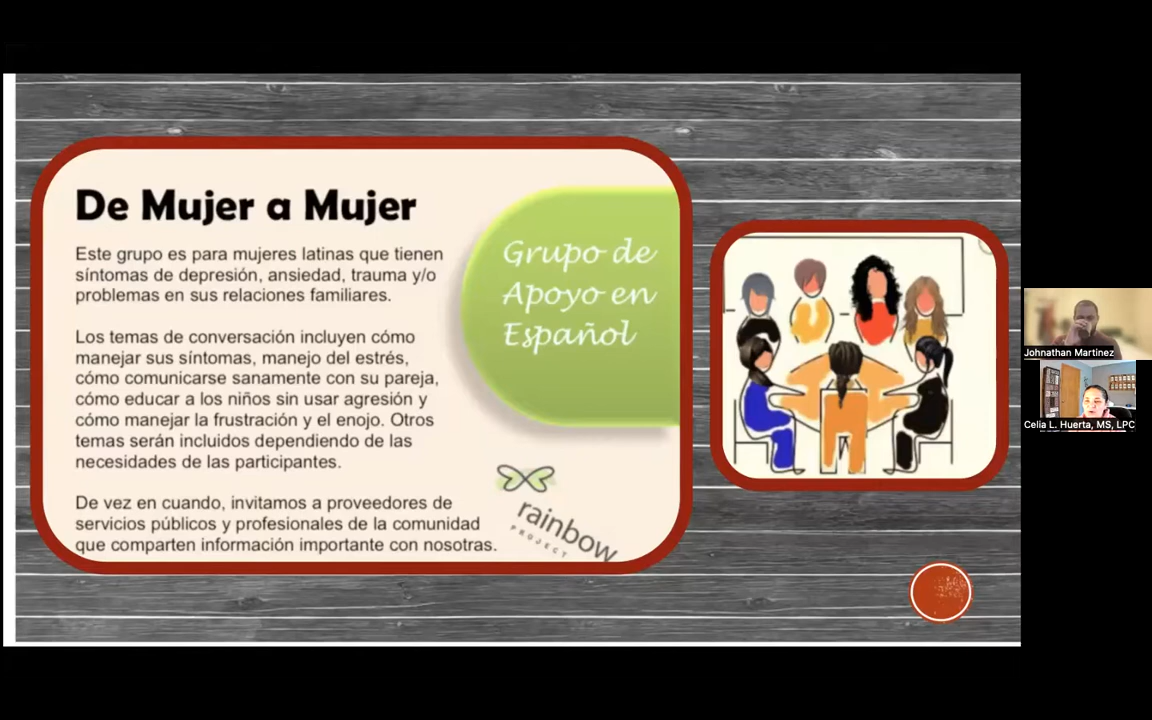 De Mujer a Mujer
Este grupo es para mujeres latinas que tienen
síntomas de depresión, ansiedad, trauma y/o
problemas en sus relaciones familiares.
Los temas de conversación incluyen cómo
manejar sus síntomas, manejo del estrés,
cómo comunicarse sanamente con su pareja,
cómo educar a los niños sin usar agresión y
cómo manejar la frustración y el enojo. Otros
temas serán incluidos dependiendo de las
necesidades de las participantes.
De vez en cuando, invitamos a proveedores de
servicios públicos y profesionales de la comunidad
que comparten información importante con nosotras.
Grupo de
Apoyo en
Español
rainbow
PROJECT
Johnathan Martinez
Celia L. Huerta, MS, LPC